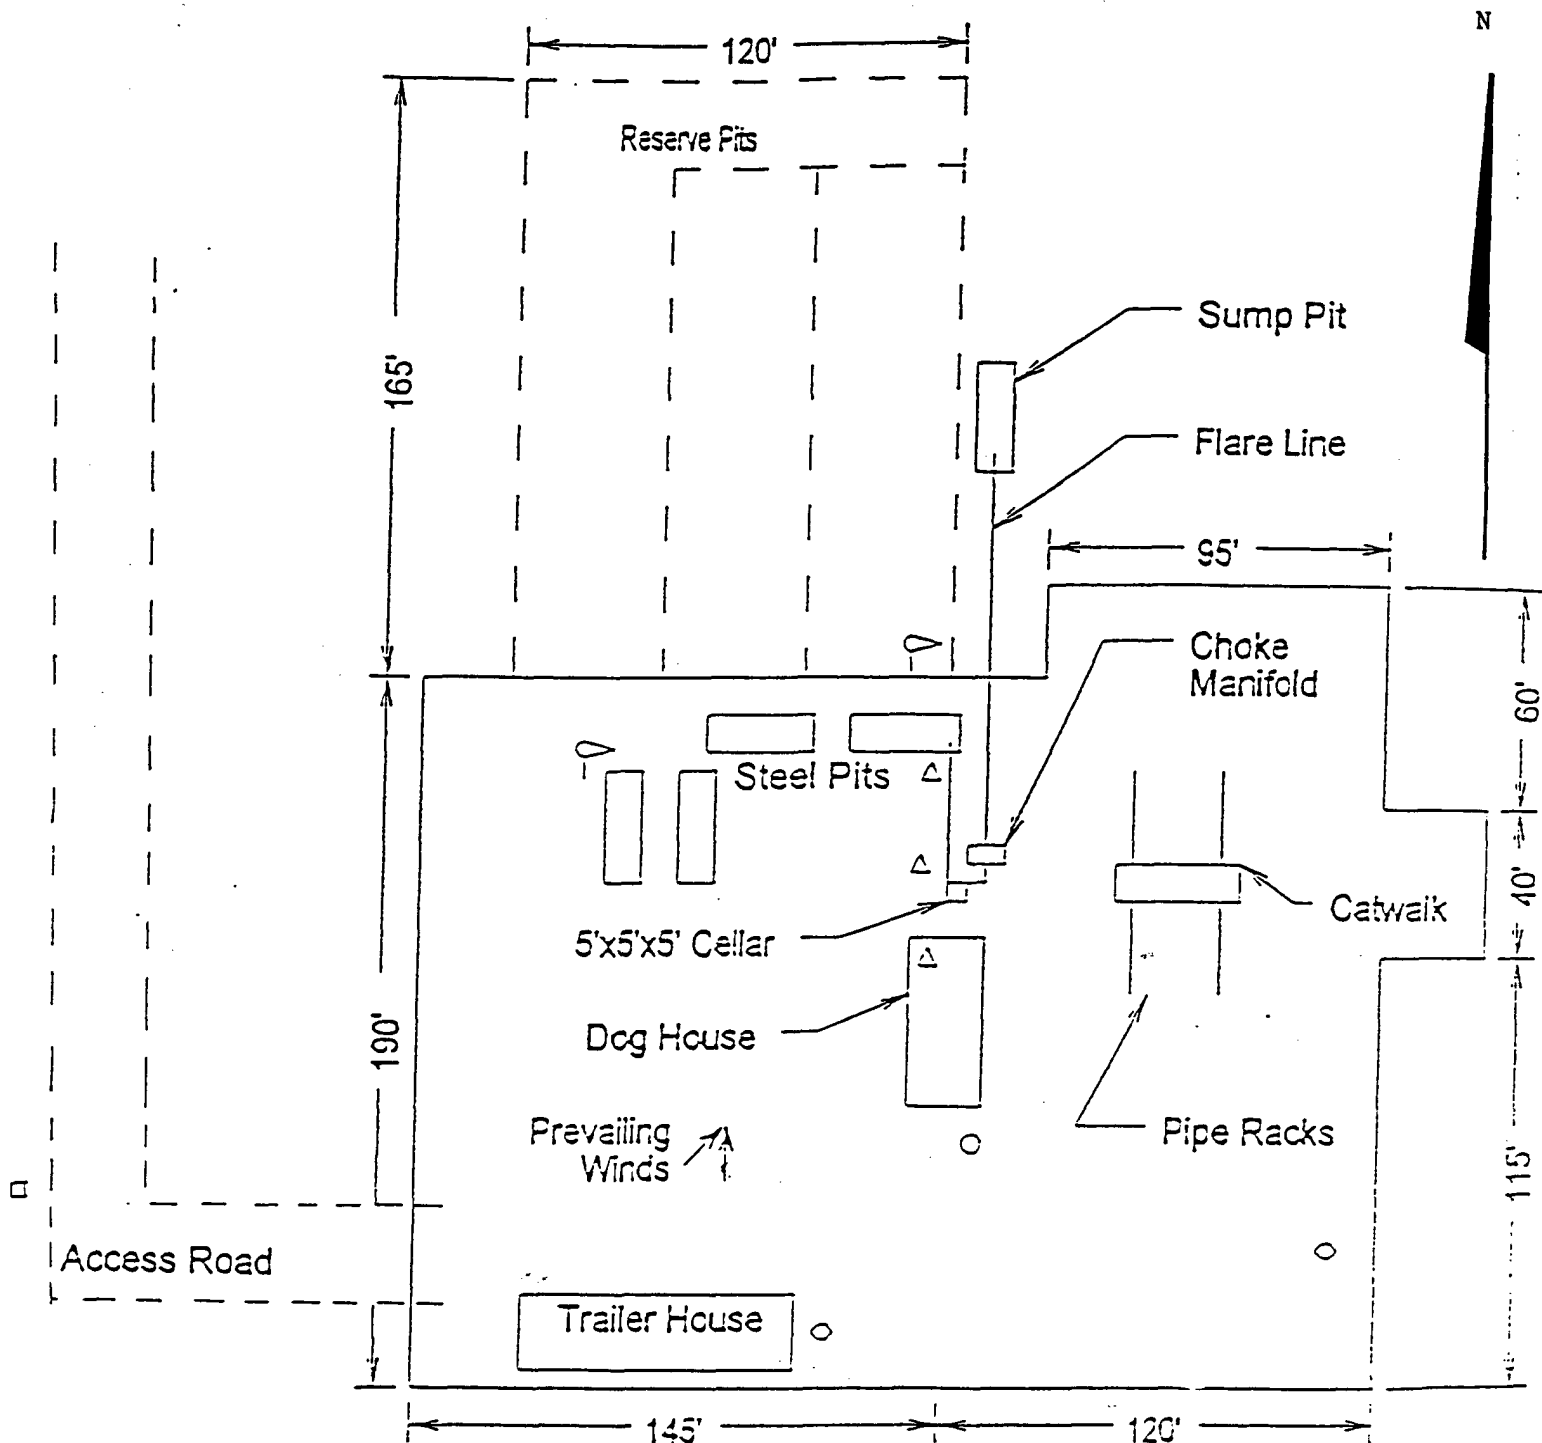 N
120'
Reserve Pits
Sump Pit
165'
Flare Line
95'
Choke
Manifold
60'
Steel Pits
40'
Catwalk
5'x5'x5' Cellar
190'
Dog House
Prevailing
Winds
Pipe Racks
115'
Access Road
Trailer House
145'
120'